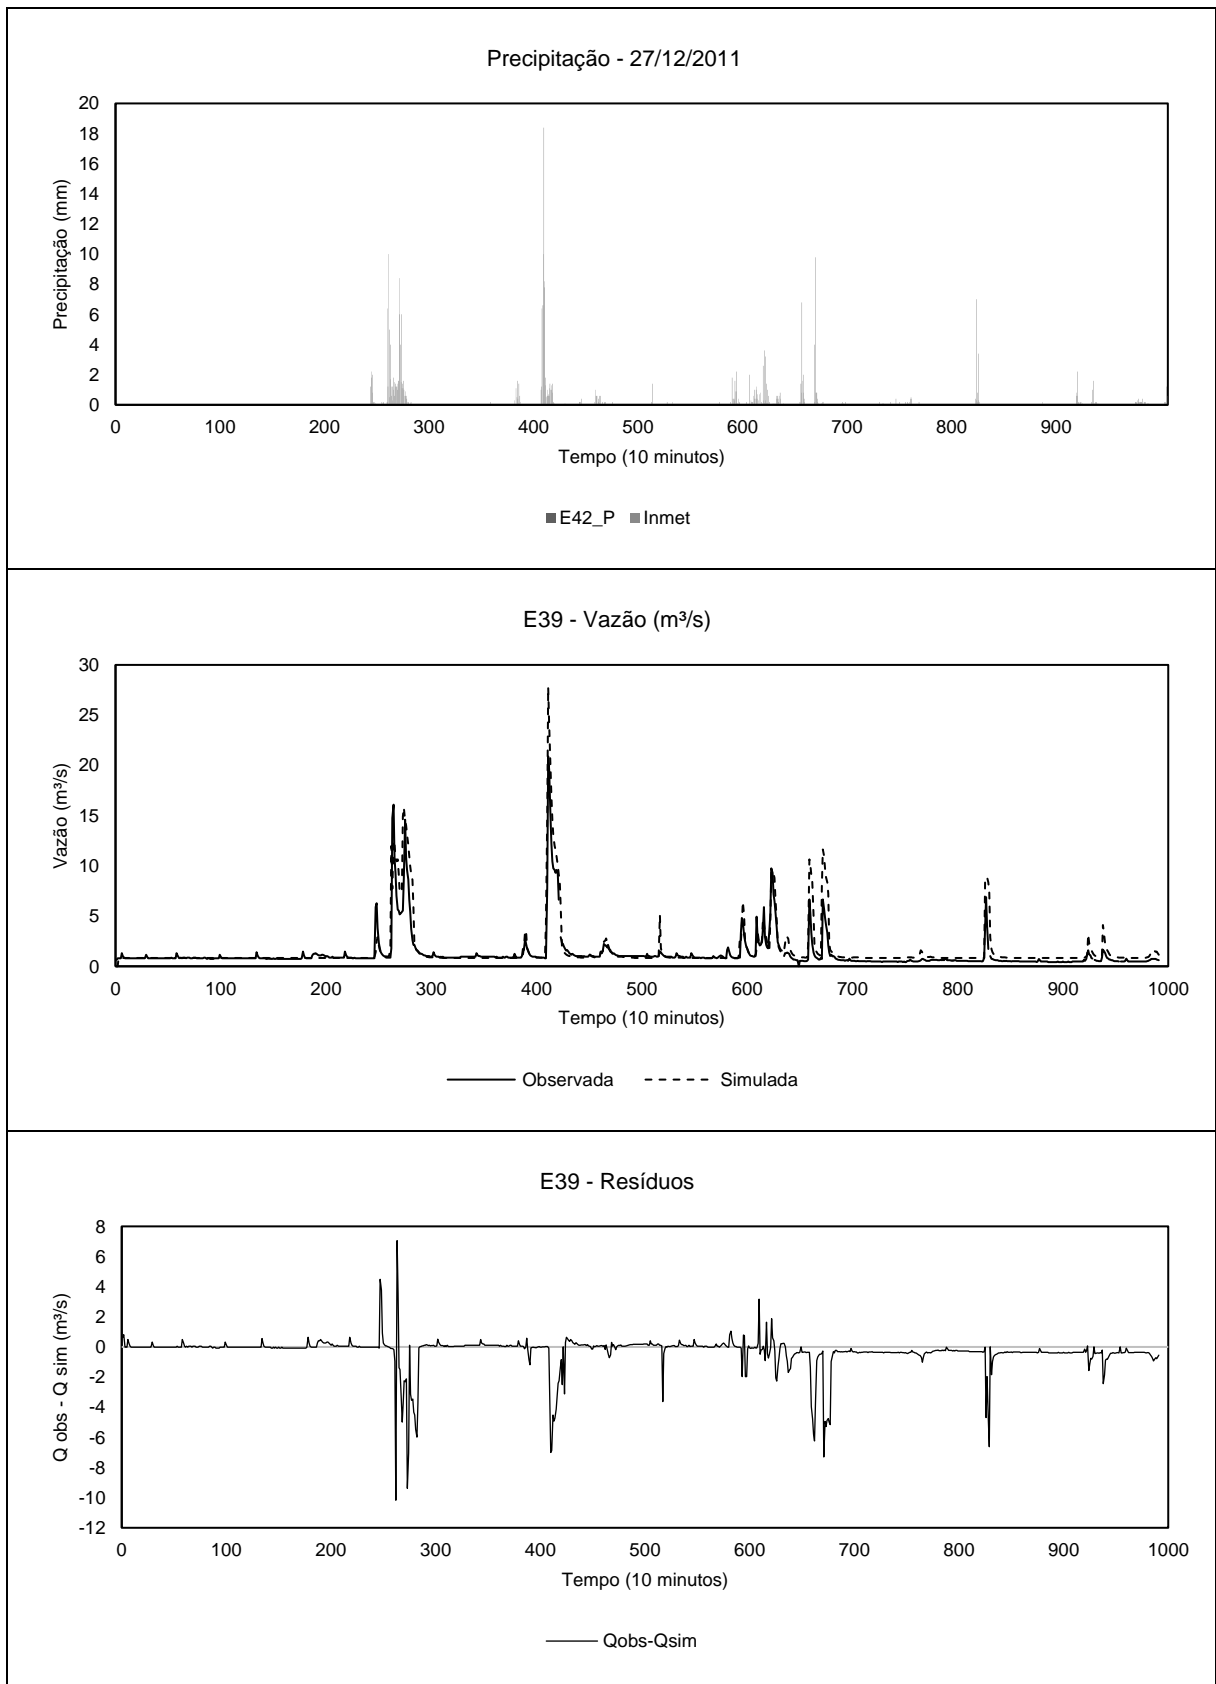 Precipitação - 27/12/2011
Precipitação (mm)
20
18
16
14
12
10
8
6
4
2
0
0 100 200 300 400 500 600 700 800 900
Tempo (10 minutos)
E42_P Inmet
E39 - Vazão (m³/s)
Vazão (m³/s)
30
25
20
15
10
5
0
0 100 200 300 400 500 600 700 800 900 1000
Tempo (10 minutos)
Observada Simulada
E39 - Resíduos
Q obs - Q sim (m³/s)
8
6
4
2
0
-2
-4
-6
-8
-10
-12
0 100 200 300 400 500 600 700 800 900 1000
Tempo (10 minutos)
Qobs-Qsim